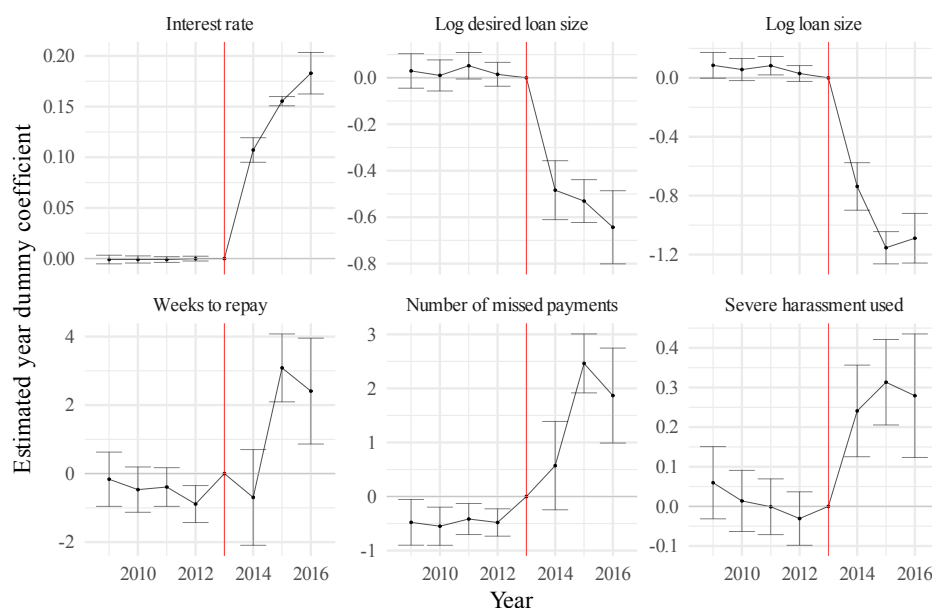 Interest rate
Log desired loan size
Log loan size
0.20
0.15
0.10
0.05
0.00
0.0
-0.2
-0.4
-0.6
-0.8
0.0
-0.4
-0.8
-1.2
Estimated year dummy coefficient
Weeks to repay
Number of missed payments
Severe harassment used
4
2
0
-2
3
2
1
0
-1
0.4
0.3
0.2
0.1
0.0
-0.1
2010 2012 2014 2016
2010 2012 2014 2016
2010 2012 2014 2016
Year